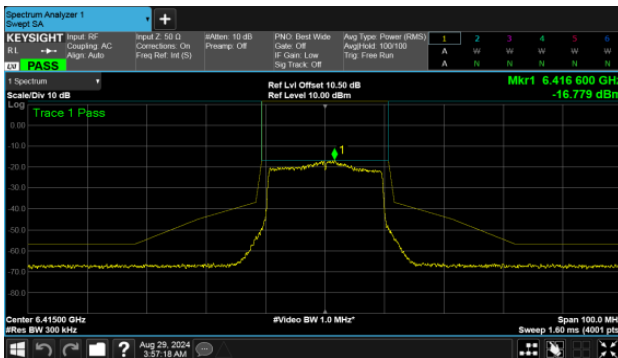 Spectrum Analyzer 1
Swept SA
+
KEYSIGHT Input: RF Input Z: 50 Ω #Atten: 10 dB PNO: Best Wide Avg Type: Power (RMS) 1 2 3 4 5 6
RL Coupling: AC Corrections: On Preamp: Off Gate: Off Avg|Hold: 100/100 A W W W W W
Align: Auto Freq Ref: Int (S) IF Gain: Low Trig: Free Run
LXI PASS Sig Track: Off A N N N N N
1 Spectrum Ref Lvl Offset 10.50 dB Mkr1 6.416 600 GHz
Scale/Div 10 dB Ref Level 10.00 dBm -16.779 dBm
Log Trace 1 Pass
0.00
-10.0
1
-20.0
-30.0
-40.0
-50.0
-60.0
-70.0
-80.0
Center 6.41500 GHz #Video BW 1.0 MHz* Span 100.0 MH
#Res BW 300 kHz Sweep 1.60 ms (4001 pts
? Aug 29, 2024
3:57:18 AM